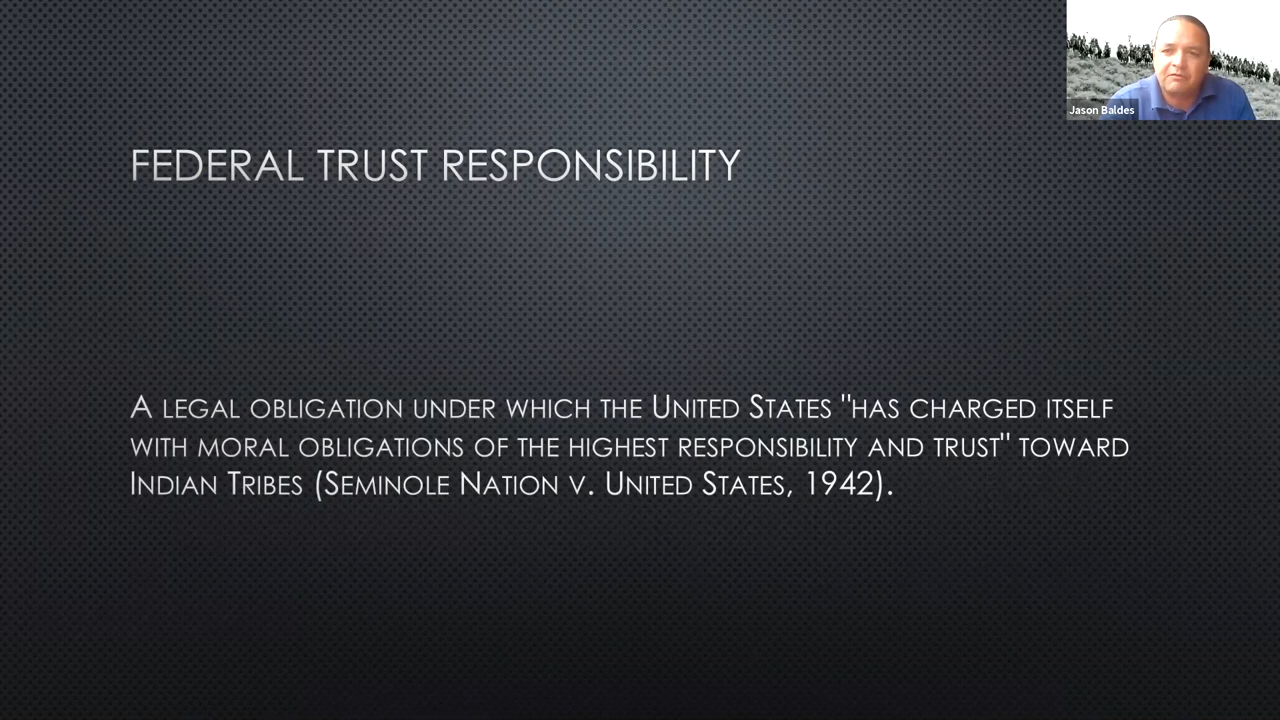 Jason Baldes
FEDERAL TRUST RESPONSIBILITY
A LEGAL OBLIGATION UNDER WHICH THE UNITED STATES "HAS CHARGED ITSELF
WITH MORAL OBLIGATIONS OF THE HIGHEST RESPONSIBILITY AND TRUST" TOWARD
INDIAN TRIBES (SEMINOLE NATION V. UNITED STATES, 1942).